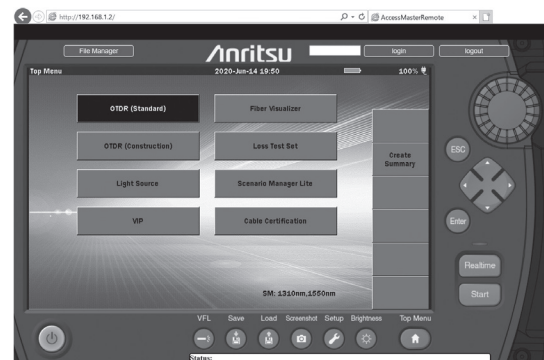 http://192.168.1.2/
AccessMasterRemote
File Manager
Anritsu
login
logout
Top Menu
2020-Jun-14 19:50
100%
OTDR (Standard)
Fiber Visualizer
OTDR (Construction)
Loss Test Set
Light Source
Scenario Manager Lite
VIP
Cable Certification
Create
Summary
SM: 1310nm,1550nm
ESC
Enter
Realtime
Start
VFL
Save
Load
Screenshot
Setup
Brightness
Top Menu
Status: